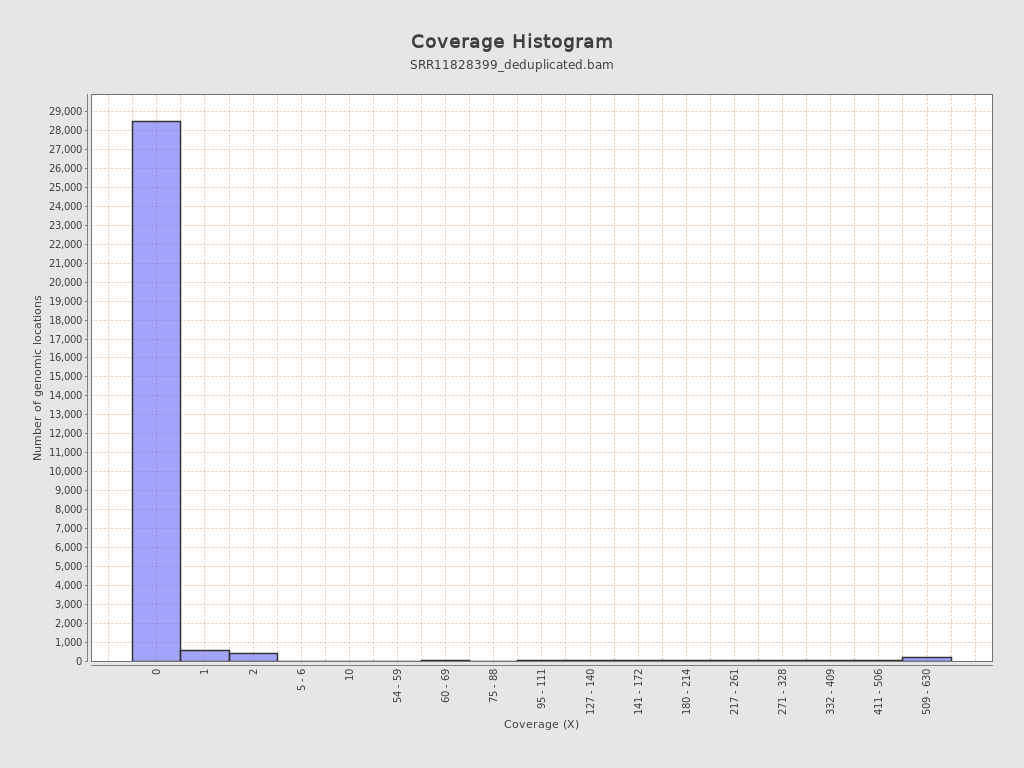 Coverage Histogram
SRR11828399_deduplicated.bam
29,000
28,000
27,000
26,000
25,000
24,000
23,000
22,000
21,000
20,000
19,000
18,000
17,000
16,000
15,000
14,000
13,000
12,000
11,000
10,000
9,000
8,000
7,000
6,000
5,000
4,000
3,000
2,000
1,000
0
Number of genomic locations
0
1
2
5 - 6
10
54 - 59
60 - 69
75 - 88
95 - 111
127 - 140
141 - 172
180 - 214
217 - 261
271 - 328
332 - 409
411 - 506
509 - 630
Coverage (X)